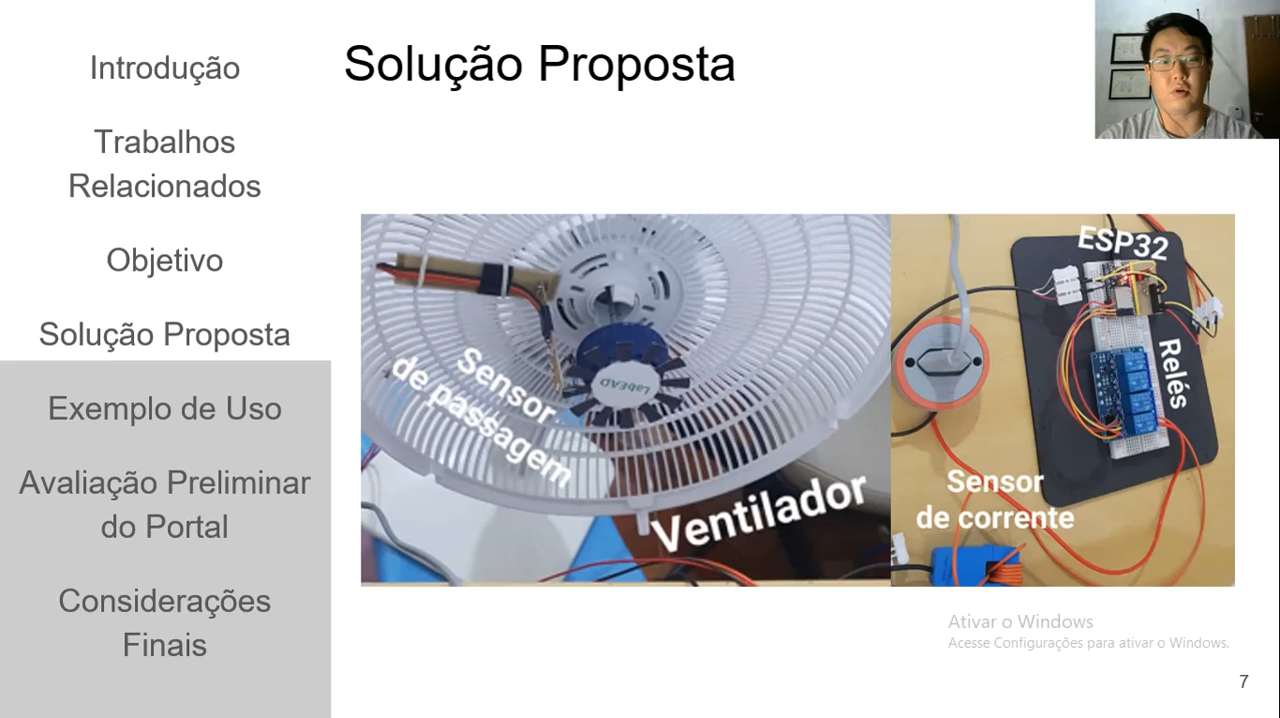 Introdução
Trabalhos
Relacionados
Objetivo
Solução Proposta
Exemplo de Uso
Avaliação Preliminar
do Portal
Considerações
Finais
Solução Proposta
Sensor
de passagem
LabEAD
Ventilador
ESP32
Relés
Sensor
de corrente
Ativar o Windows
Acesse Configurações para ativar o Windows.
7